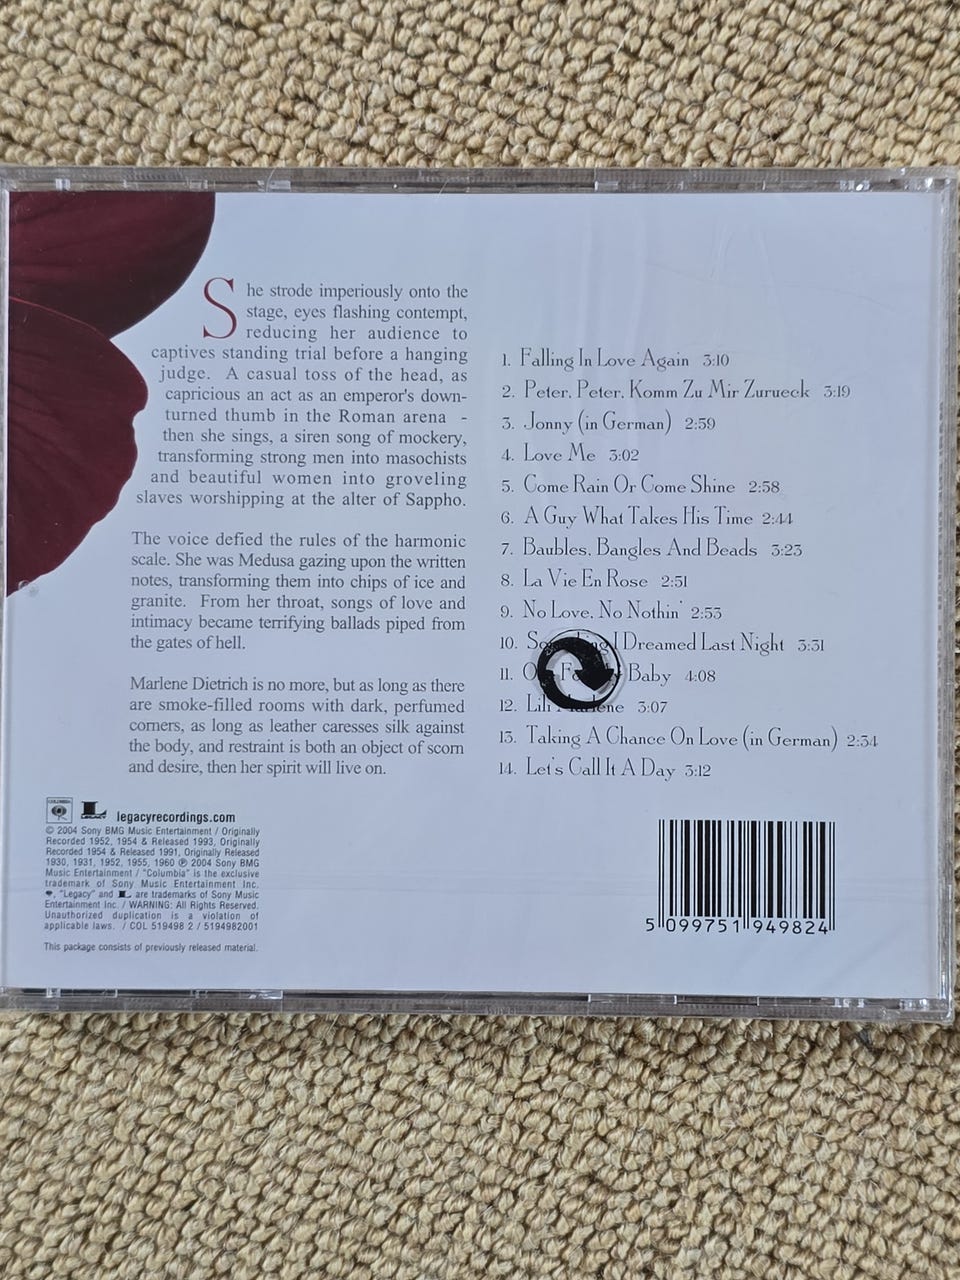 She strode imperiously onto the
stage, eyes flashing contempt,
reducing her audience to
captives standing trial before a hanging
judge. A casual toss of the head, as
capricious an act as an emperor's down-
turned thumb in the Roman arena -
then she sings, a siren song of mockery,
transforming strong men into masochists
and beautiful women into groveling
slaves worshipping at the alter of Sappho.
The voice defied the rules of the harmonic
scale. She was Medusa gazing upon the written
notes, transforming them into chips of ice and
granite. From her throat, songs of love and
intimacy became terrifying ballads piped from
the gates of hell.
Marlene Dietrich is no more, but as long as there
are smoke-filled rooms with dark, perfumed
corners, as long as leather caresses silk against
the body, and restraint is both an object of scorn
and desire, then her spirit will live on.
1. Falling In Love Again 3:10
2. Peter, Peter, Komm Zu Mir Zurueck 3:19
3. Jonny (in German) 2:59
4. Love Me 3:02
5. Come Rain Or Come Shine 2:58
6. A Guy What Takes His Time 2:44
7. Baubles, Bangles And Beads 3:23
8. La Vie En Rose 2:51
9. No Love, No Nothin' 2:53
10. I Dreamed Last Night 3:31
11. Baby 4:08
12. Lili Marlene 3:07
13. Taking A Chance On Love (in German) 2:34
14. Let's Call It A Day 3:12
COLUMBIA LEGACY legacyrecordings.com
© 2004 Sony BMG Music Entertainment / Originally
Recorded 1952, 1954 & Released 1993, Originally
Recorded 1954 & Released 1991, Originally Released
1930, 1931, 1952, 1955, 1960 ℗ 2004 Sony BMG
Music Entertainment / "Columbia" is the exclusive
trademark of Sony Music Entertainment Inc.
, "Legacy" and L are trademarks of Sony Music
Entertainment Inc. / WARNING: All Rights Reserved.
Unauthorized duplication is a violation of
applicable laws. / COL 519498 2 / 5194982001
This package consists of previously released material.
5 099751 949824